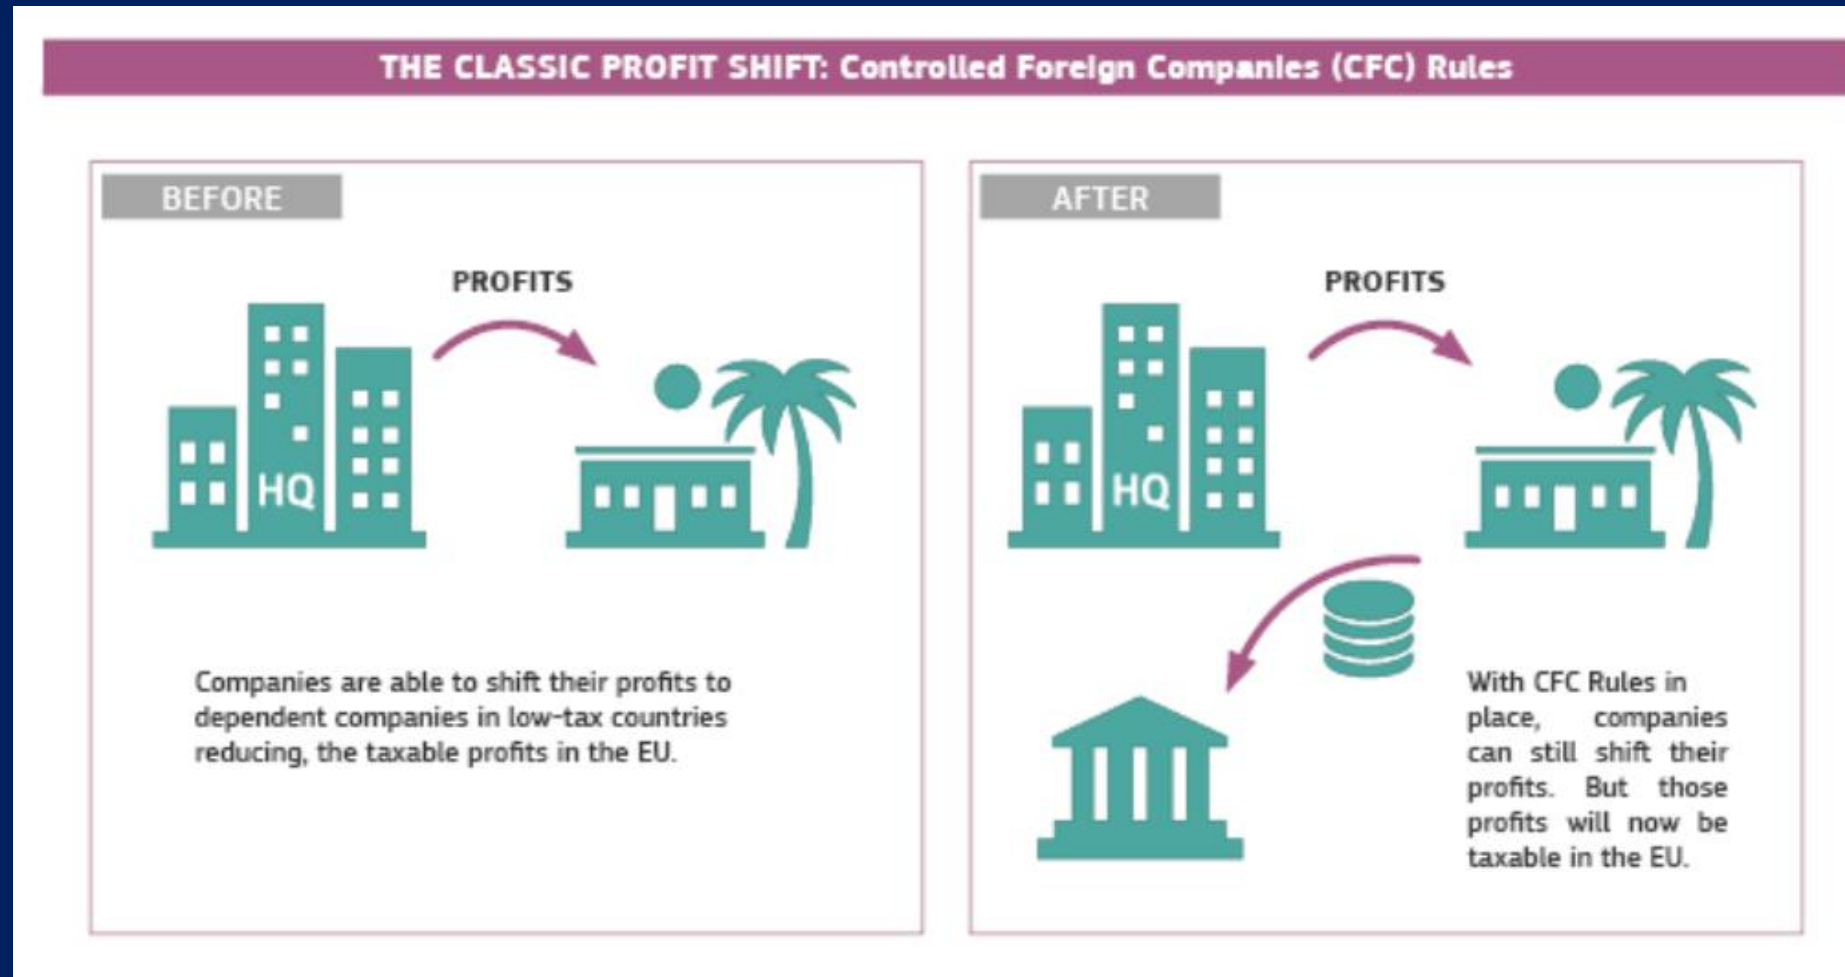 THE CLASSIC PROFIT SHIFT: Controlled Foreign Companies (CFC) Rules
BEFORE
PROFITS
HQ
Companies are able to shift their profits to
dependent companies in low-tax countries
reducing, the taxable profits in the EU.
AFTER
PROFITS
HQ
With CFC Rules in
place, companies
can still shift their
profits. But those
profits will now be
taxable in the EU.